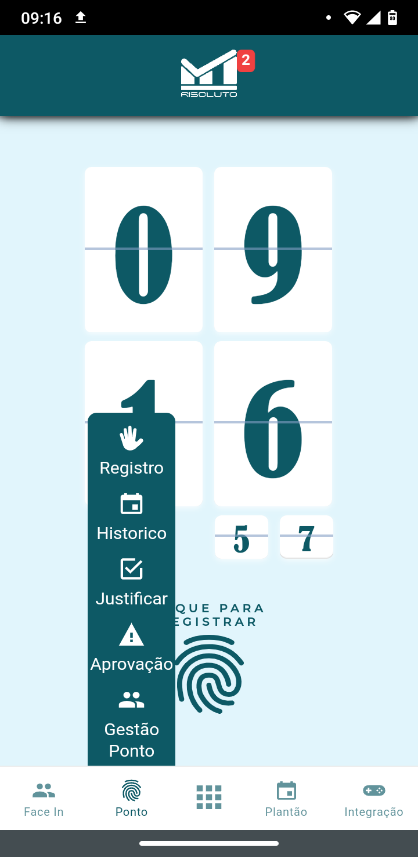 09:16
2
RISOLUTO
0 9
1 6
5 7
Registro
Historico
Justificar
Aprovação
Gestão
Ponto
QUE PARA
EGISTRAR
Face In
Ponto
Plantão
Integração